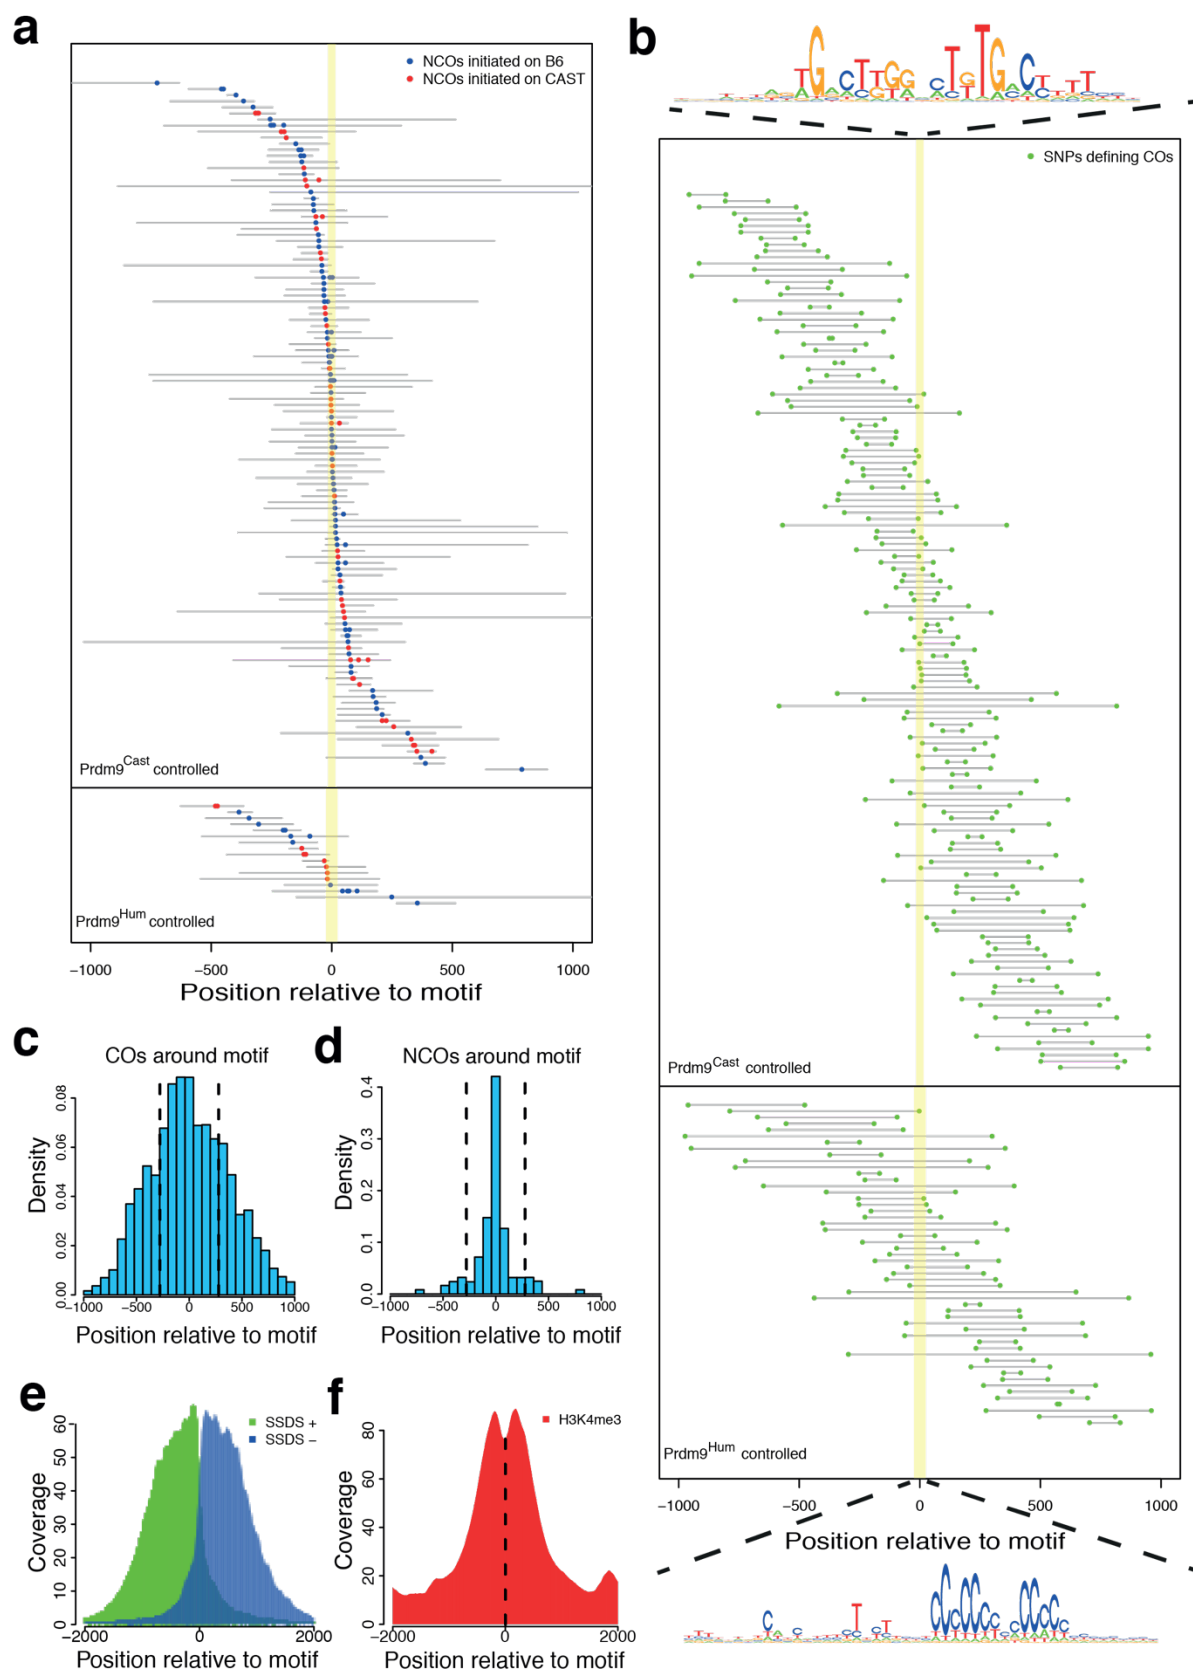 a
NCOs initiated on B6
NCOs initiated on CAST
Prdm9Cast controlled
Prdm9Hum controlled
−1000 −500 0 500 1000
Position relative to motif
b
SNPs defining COs
Prdm9Cast controlled
Prdm9Hum controlled
−1000 −500 0 500 1000
Position relative to motif
c
COs around motif
Density
0.00 0.02 0.04 0.06 0.08
−1000 −500 0 500 1000
Position relative to motif
d
NCOs around motif
Density
0.0 0.1 0.2 0.3 0.4
−1000 −500 0 500 1000
Position relative to motif
e
SSDS +
SSDS −
Coverage
0 10 20 30 40 50 60
−2000 0 2000
Position relative to motif
f
H3K4me3
Coverage
0 20 40 60 80
−2000 0 2000
Position relative to motif